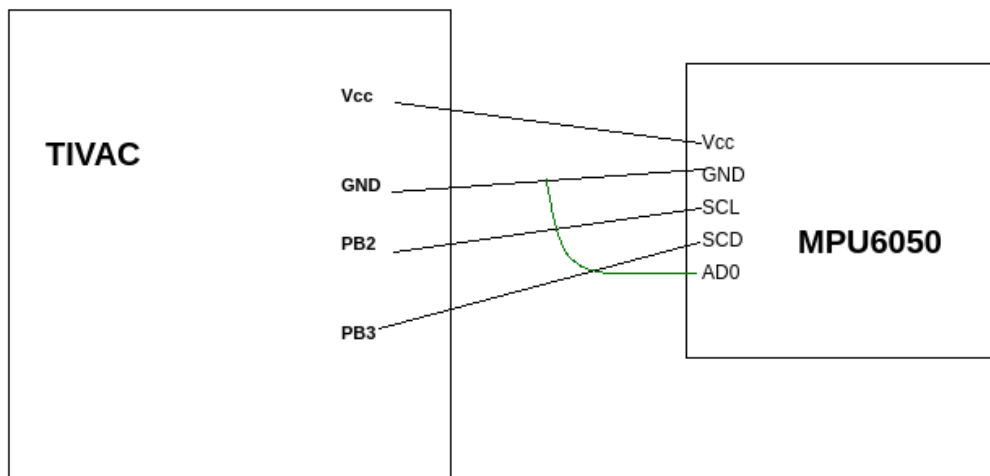 TIVAC
Vcc
GND
PB2
PB3
Vcc
GND
SCL
SCD
AD0
MPU6050